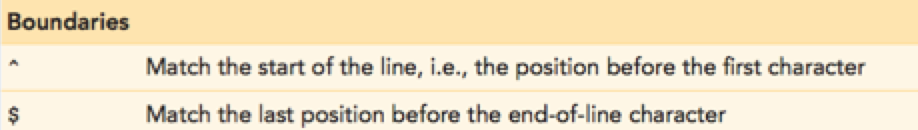 Boundaries
^ Match the start of the line, i.e., the position before the first character
$ Match the last position before the end-of-line character